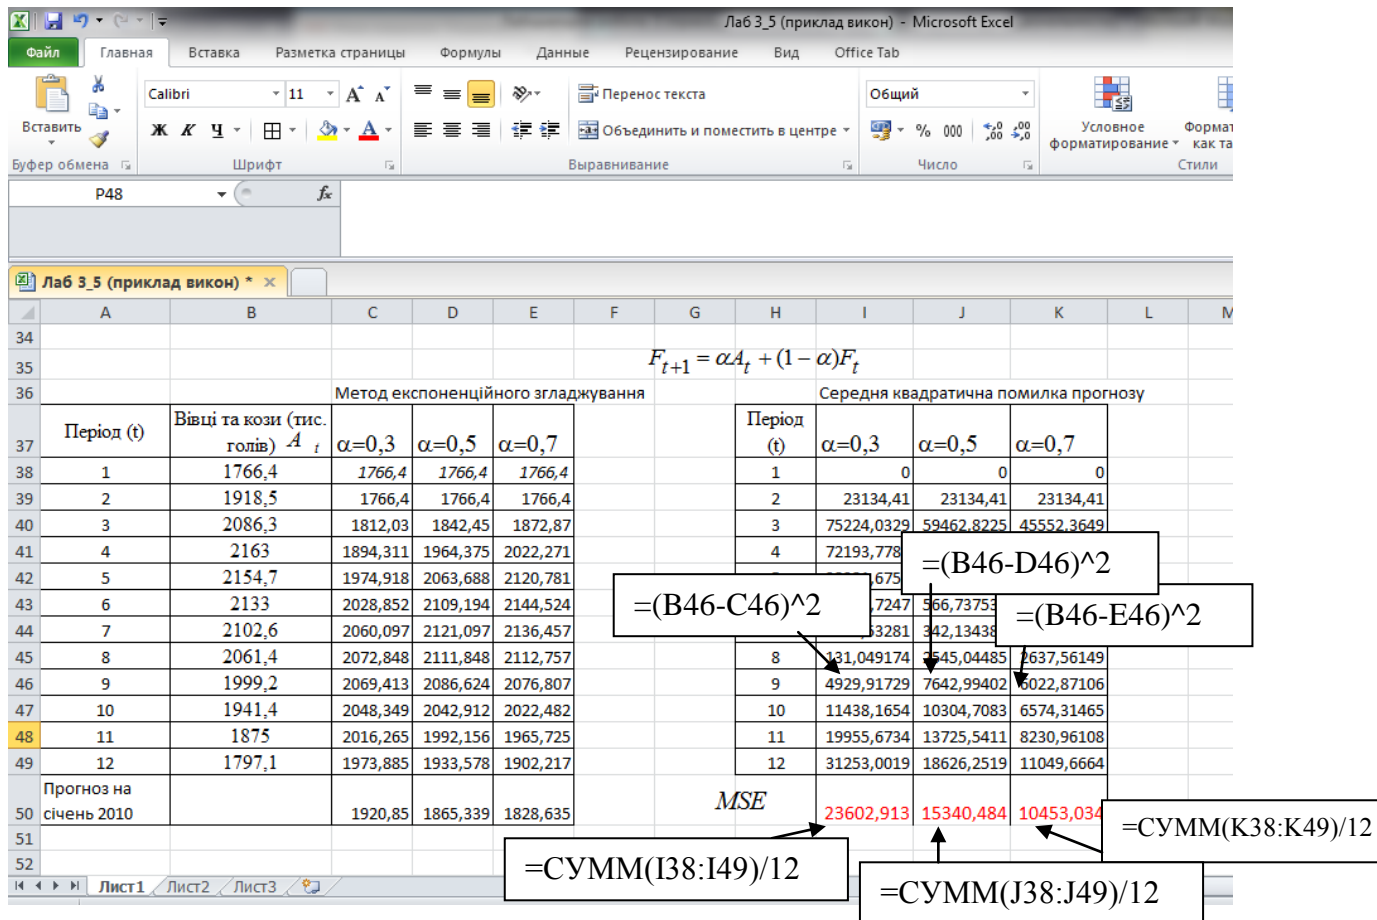 Лаб 3_5 (приклад викон) - Microsoft Excel
Файл Главная Вставка Разметка страницы Формулы Данные Рецензирование Вид Office Tab
Вставить
Calibri 11 А А Перенос текста Общий
Ж К Ч А Объединить и поместить в центре % 000 ,00 ,00 ,0 Условное форматирование Формат как та
Буфер обмена Шрифт Выравнивание Число Стили
P48 fx
Лаб 3_5 (приклад викон) *
A B C D E F G H I J K L M
34
35 F_{t+1} = αA_t + (1 − α)F_t
36 Метод експоненційного згладжування Середня квадратична помилка прогнозу
37 Період (t) Вівці та кози (тис. голів) A t α=0,3 α=0,5 α=0,7 Період (t) α=0,3 α=0,5 α=0,7
38 1 1766,4 1766,4 1766,4 1766,4 1 0 0 0
39 2 1918,5 1766,4 1766,4 1766,4 2 23134,41 23134,41 23134,41
40 3 2086,3 1812,03 1842,45 1872,87 3 75224,0329 59462,8225 45552,3649
41 4 2163 1894,311 1964,375 2022,271 4 72193,778
=(B46-D46)^2
42 5 2154,7 1974,918 2063,688 2120,781
=(B46-C46)^2
43 6 2133 2028,852 2109,194 2144,524 ,7247 566,73753
=(B46-E46)^2
44 7 2102,6 2060,097 2121,097 2136,457 342,13438
45 8 2061,4 2072,848 2111,848 2112,757 8 131,049174 2545,04485 2637,56149
46 9 1999,2 2069,413 2086,624 2076,807 9 4929,91729 7642,99402 6022,87106
47 10 1941,4 2048,349 2042,912 2022,482 10 11438,1654 10304,7083 6574,31465
48 11 1875 2016,265 1992,156 1965,725 11 19955,6734 13725,5411 8230,96108
49 12 1797,1 1973,885 1933,578 1902,217 12 31253,0019 18626,2519 11049,6664
50 Прогноз на січень 2010 1920,85 1865,339 1828,635 MSE 23602,913 15340,484 10453,034
=СУММ(K38:K49)/12
51
52
=СУММ(I38:I49)/12
=СУММ(J38:J49)/12
Лист1 Лист2 Лист3